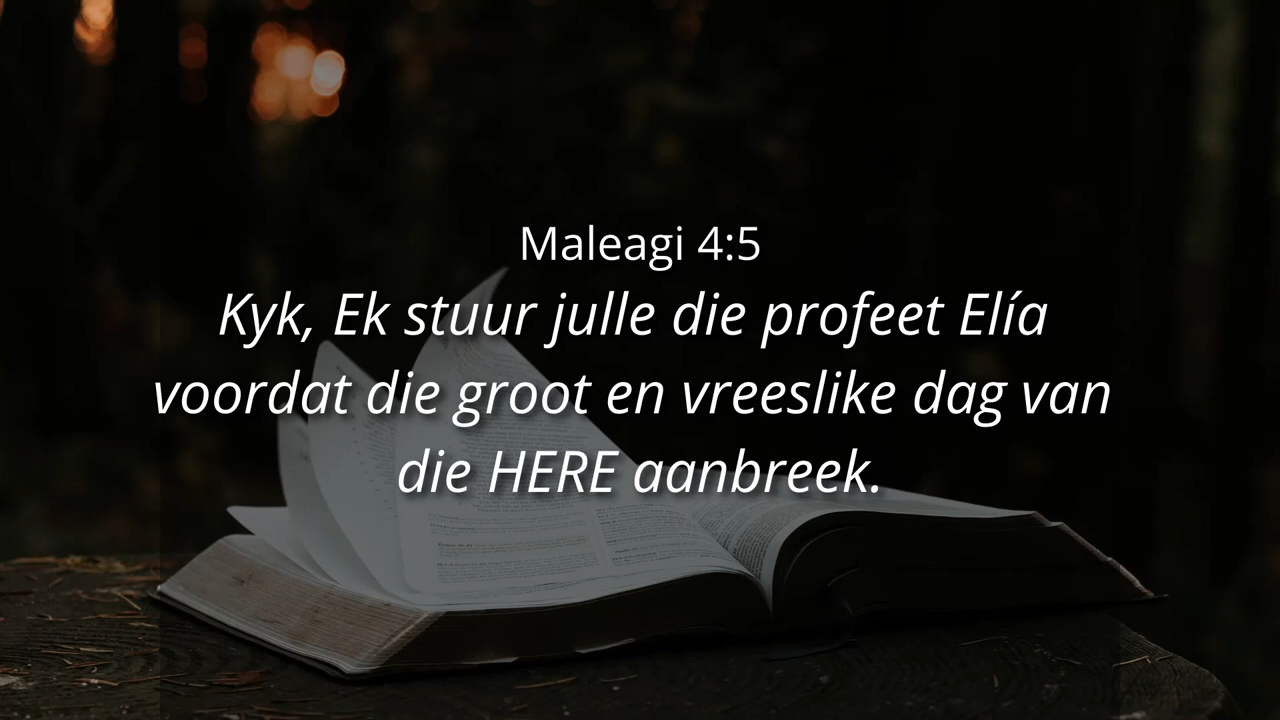 Maleagi 4:5
Kyk, Ek stuur julle die profeet Elía
voordat die groot en vreeslike dag van
die HERE aanbreek.